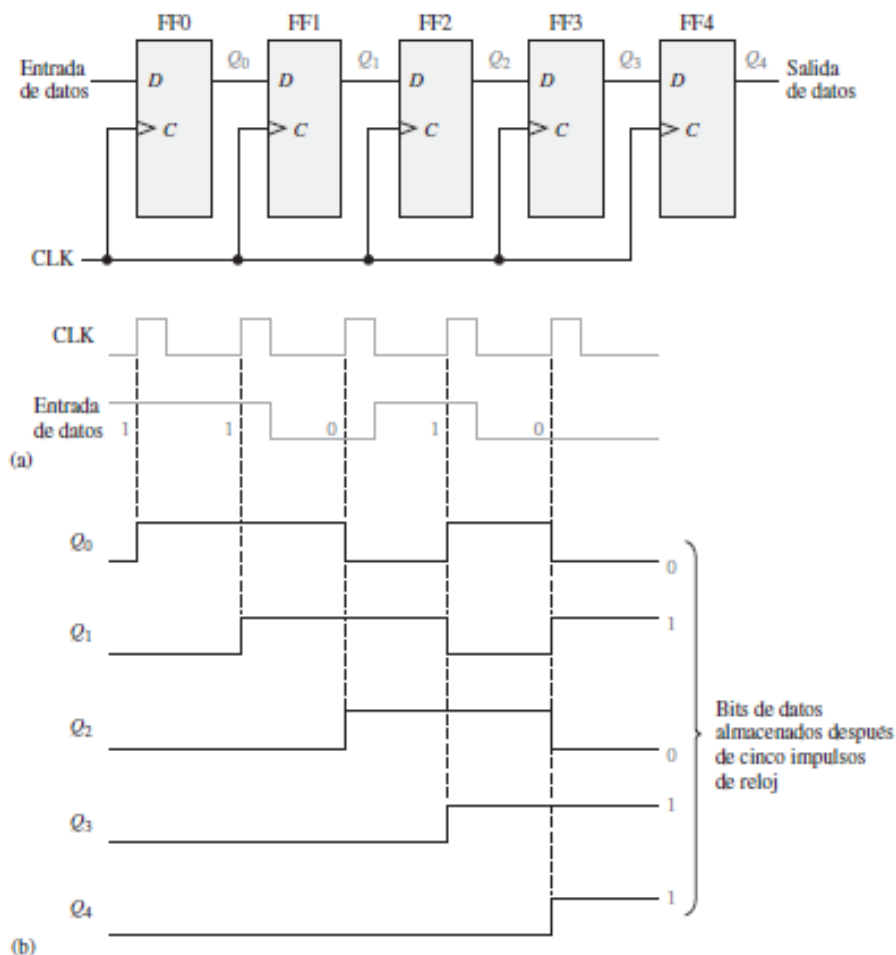 FF0 FF1 FF2 FF3 FF4
Entrada
de datos
D Q0 D Q1 D Q2 D Q3 D Q4
Salida
de datos
C C C C C
CLK
CLK
Entrada
de datos
1 1 0 1 0
(a)
Q0
0
Q1
1
Q2
0
Q3
1
Q4
1
Bits de datos
almacenados después
de cinco impulsos
de reloj
(b)